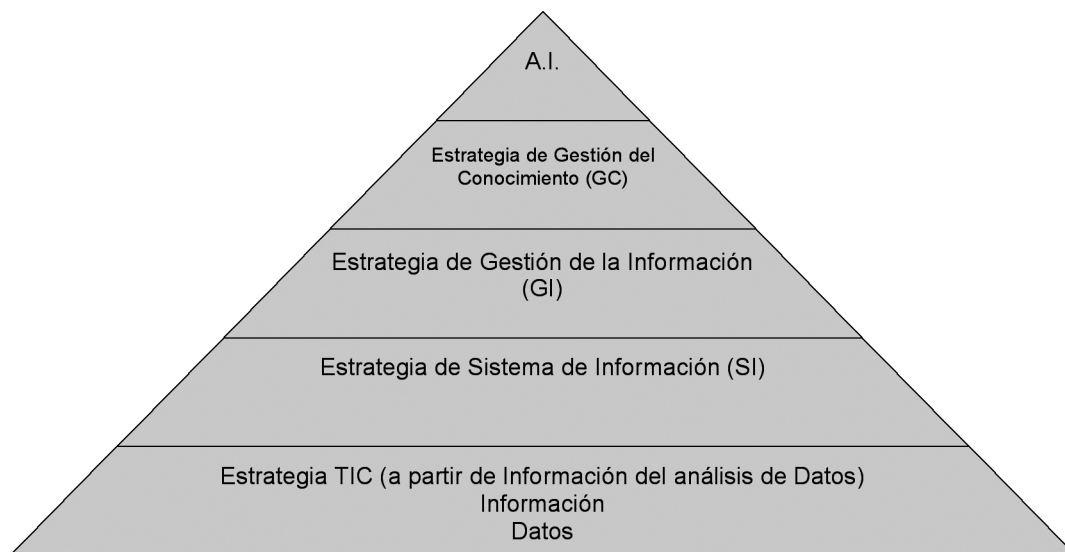 A.I.
Estrategia de Gestión del
Conocimiento (GC)
Estrategia de Gestión de la Información
(GI)
Estrategia de Sistema de Información (SI)
Estrategia TIC (a partir de Información del análisis de Datos)
Información
Datos